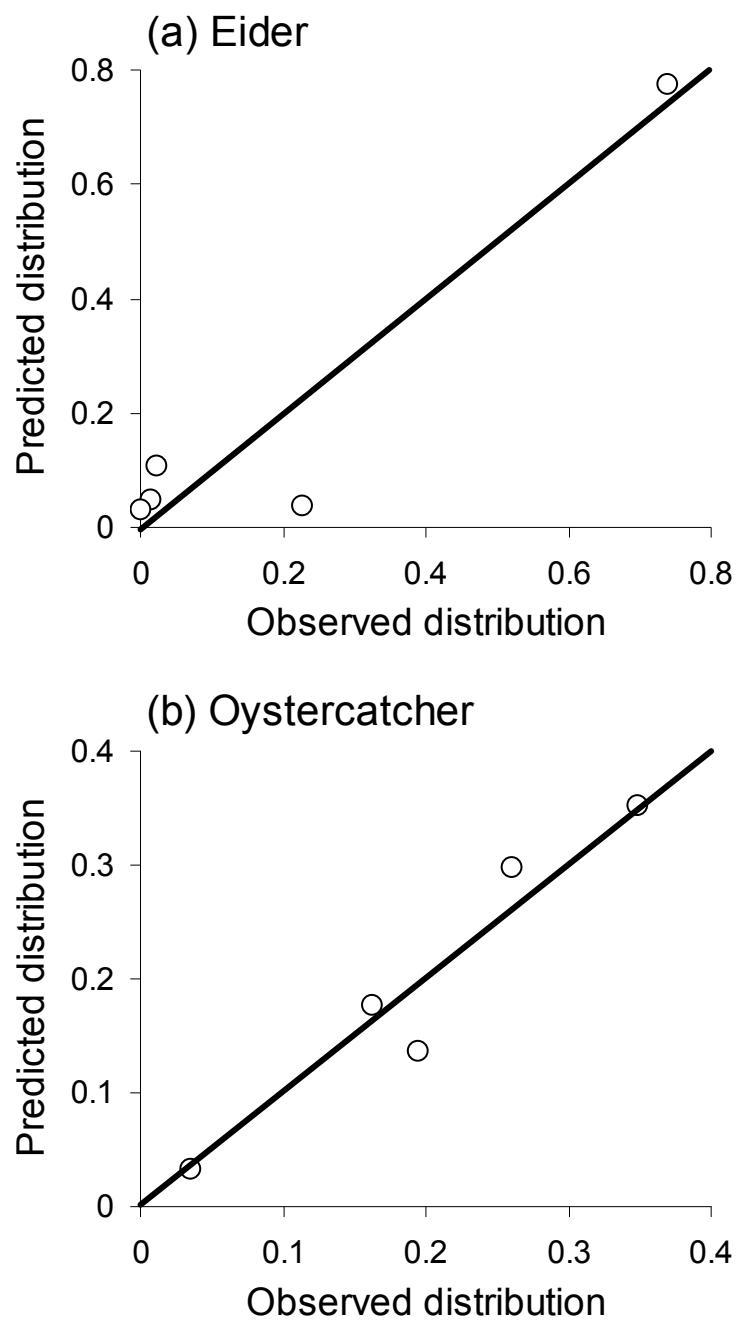 (a) Eider
0.8
0.6
0.4
0.2
0
Predicted distribution
0 0.2 0.4 0.6 0.8
Observed distribution
(b) Oystercatcher
0.4
0.3
0.2
0.1
0
Predicted distribution
0 0.1 0.2 0.3 0.4
Observed distribution